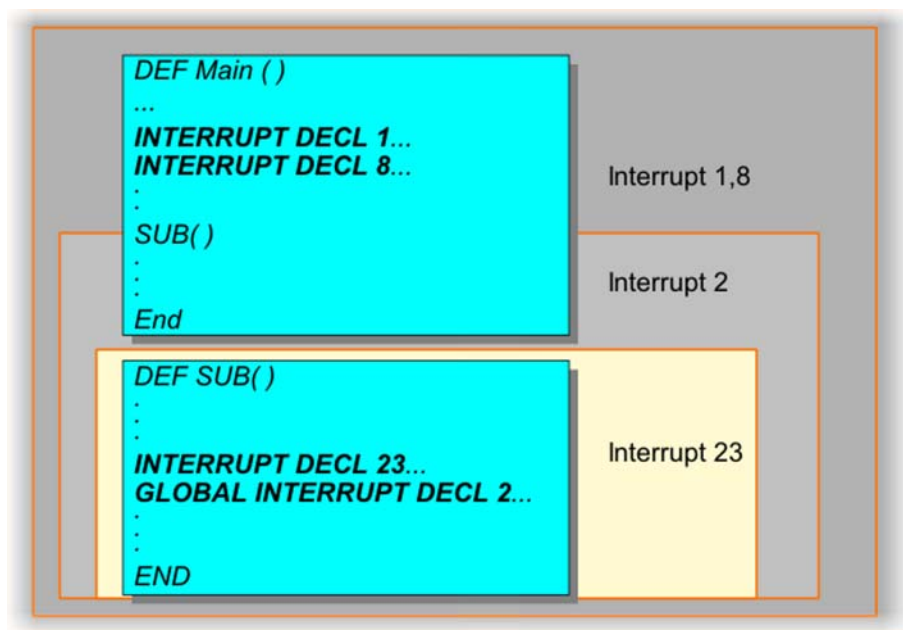 DEF Main ( )
...
INTERRUPT DECL 1...
INTERRUPT DECL 8...
:
SUB( )
:
:
End
Interrupt 1,8
Interrupt 2
DEF SUB( )
:
:
INTERRUPT DECL 23...
GLOBAL INTERRUPT DECL 2...
:
:
END
Interrupt 23